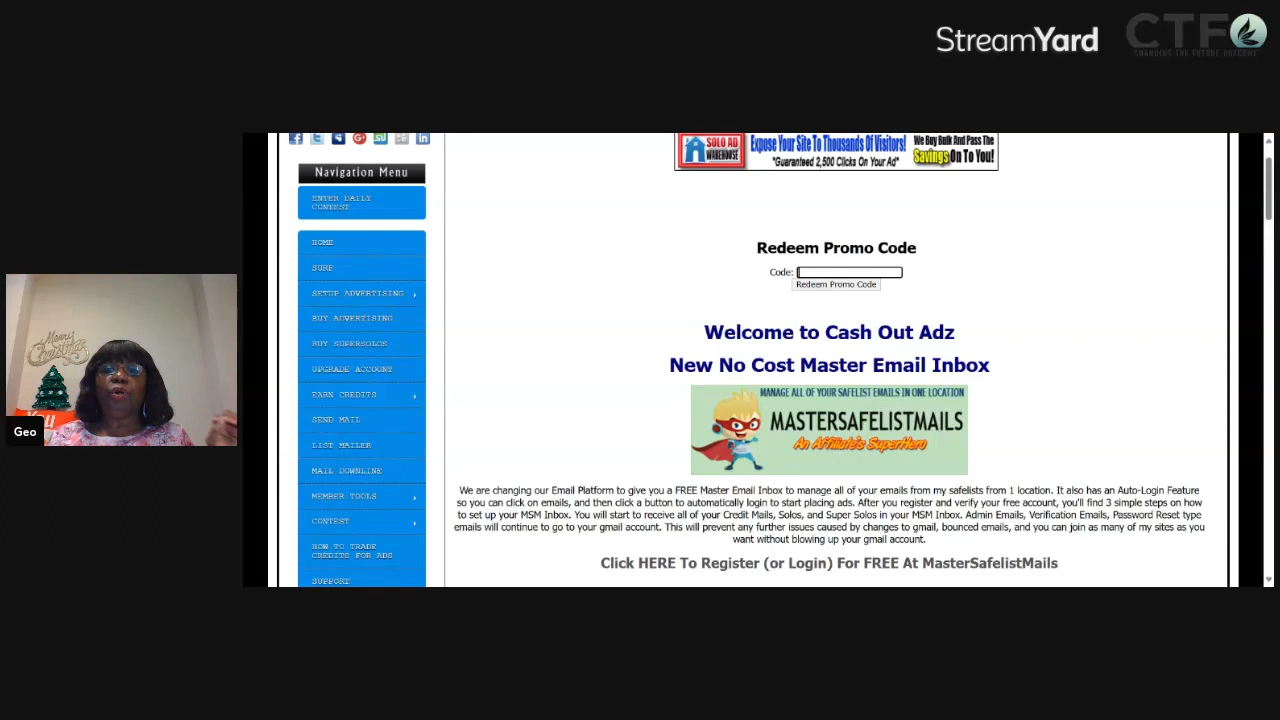 StreamYard
CTFO
CHANGING THE FUTURE OUTCOME
SOLO AD
WAREHOUSE
Expose Your Site To Thousands Of Visitors!
*Guaranteed 2,500 Clicks On Your Ad*
We Buy Bulk And Pass The
Savings On To You!
Navigation Menu
ENTER DAILY
CONTEST
HOME
SURF
SETUP ADVERTISING
BUY ADVERTISING
BUY SUPERSOLOS
UPGRADE ACCOUNT
EARN CREDITS
SEND MAIL
LIST MAILER
MAIL DOWNLINE
MEMBER TOOLS
CONTEST
HOW TO TRADE
CREDITS FOR ADS
SUPPORT
Redeem Promo Code
Code:
Redeem Promo Code
Welcome to Cash Out Adz
New No Cost Master Email Inbox
MANAGE ALL OF YOUR SAFELIST EMAILS IN ONE LOCATION
MASTERSAFELISTMAILS
An Affiliate's SuperHero
We are changing our Email Platform to give you a FREE Master Email Inbox to manage all of your emails from my safelists from 1 location. It also has an Auto-Login Feature
so you can click on emails, and then click a button to automatically login to start placing ads. After you register and verify your free account, you'll find 3 simple steps on how
to set up your MSM Inbox. You will start to receive all of your Credit Mails, Solos, and Super Solos in your MSM Inbox. Admin Emails, Verification Emails, Password Reset type
emails will continue to go to your gmail account. This will prevent any further issues caused by changes to gmail, bounced emails, and you can join as many of my sites as you
want without blowing up your gmail account.
Click HERE To Register (or Login) For FREE At MasterSafelistMails
Merry
Christmas
You
Geo